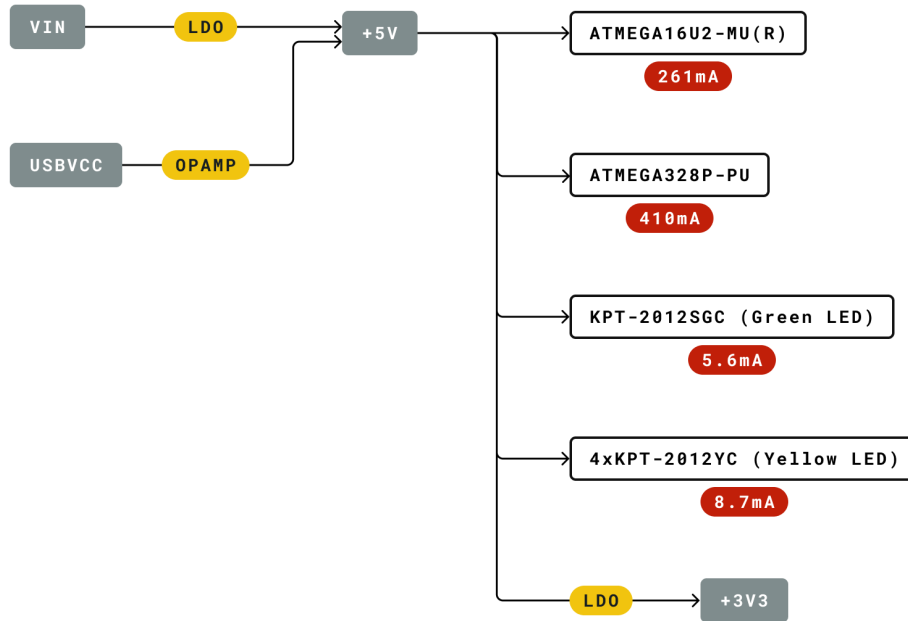 VIN
LDO
+5V
ATMEGA16U2-MU(R)
261mA
USBVCC
OPAMP
ATMEGA328P-PU
410mA
KPT-2012SGC (Green LED)
5.6mA
4xKPT-2012YC (Yellow LED)
8.7mA
LDO
+3V3